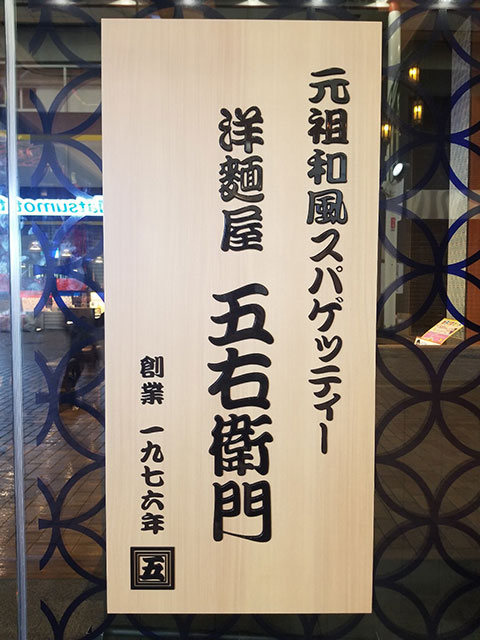 元祖和風スパゲッティー
洋麺屋 五右衛門
創業 一九七六年
五
atsumot